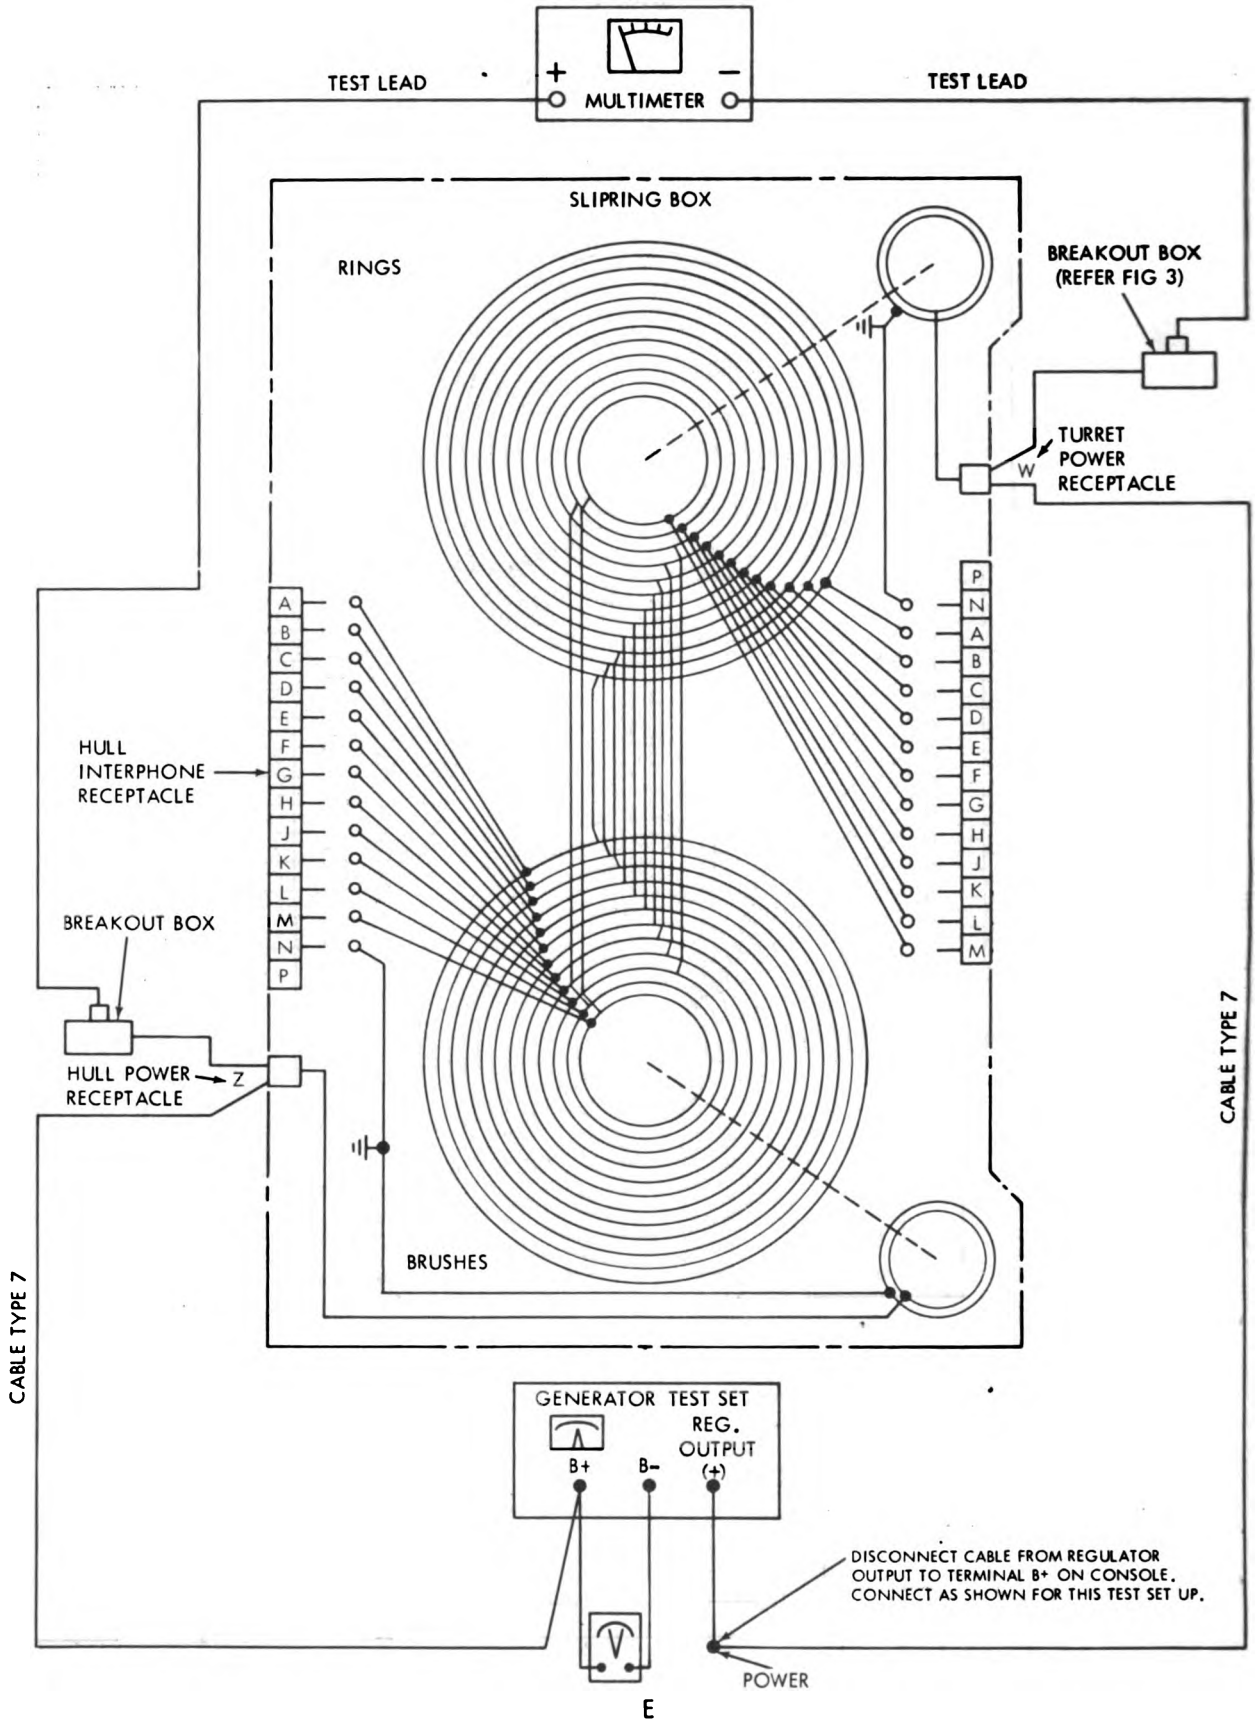 + −
MULTIMETER
TEST LEAD
TEST LEAD
SLIPRING BOX
RINGS
BREAKOUT BOX
(REFER FIG 3)
TURRET
POWER
RECEPTACLE
W
A
B
C
D
E
F
G
H
J
K
L
M
N
P
P
N
A
B
C
D
E
F
G
H
J
K
L
M
HULL
INTERPHONE
RECEPTACLE
BREAKOUT BOX
HULL POWER
RECEPTACLE
Z
CABLE TYPE 7
CABLE TYPE 7
BRUSHES
GENERATOR TEST SET
REG.
OUTPUT
(+)
B+
B−
V
DISCONNECT CABLE FROM REGULATOR
OUTPUT TO TERMINAL B+ ON CONSOLE.
CONNECT AS SHOWN FOR THIS TEST SET UP.
POWER
E